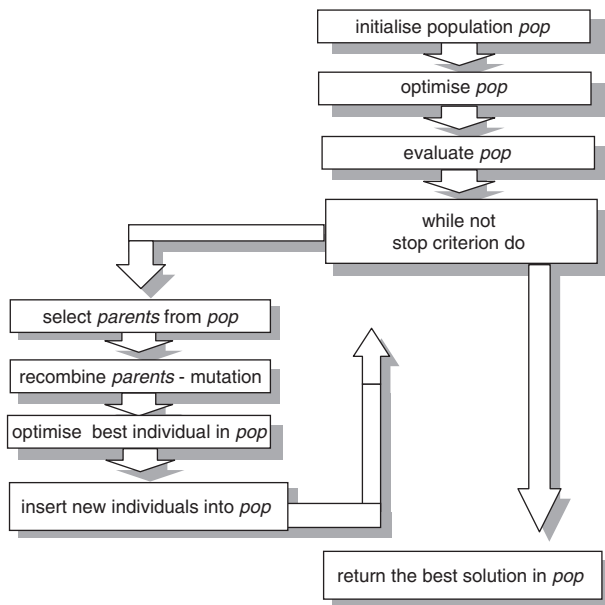 initialise population pop
optimise pop
evaluate pop
while not
stop criterion do
select parents from pop
recombine parents - mutation
optimise best individual in pop
insert new individuals into pop
return the best solution in pop